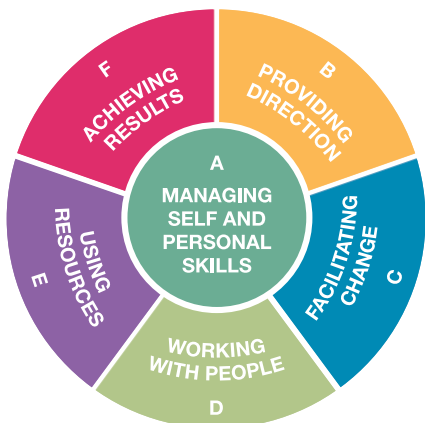 A
MANAGING
SELF AND
PERSONAL
SKILLS
B
PROVIDING
DIRECTION
C
FACILITATING
CHANGE
WORKING
WITH PEOPLE
D
E
USING
RESOURCES
F
ACHIEVING
RESULTS